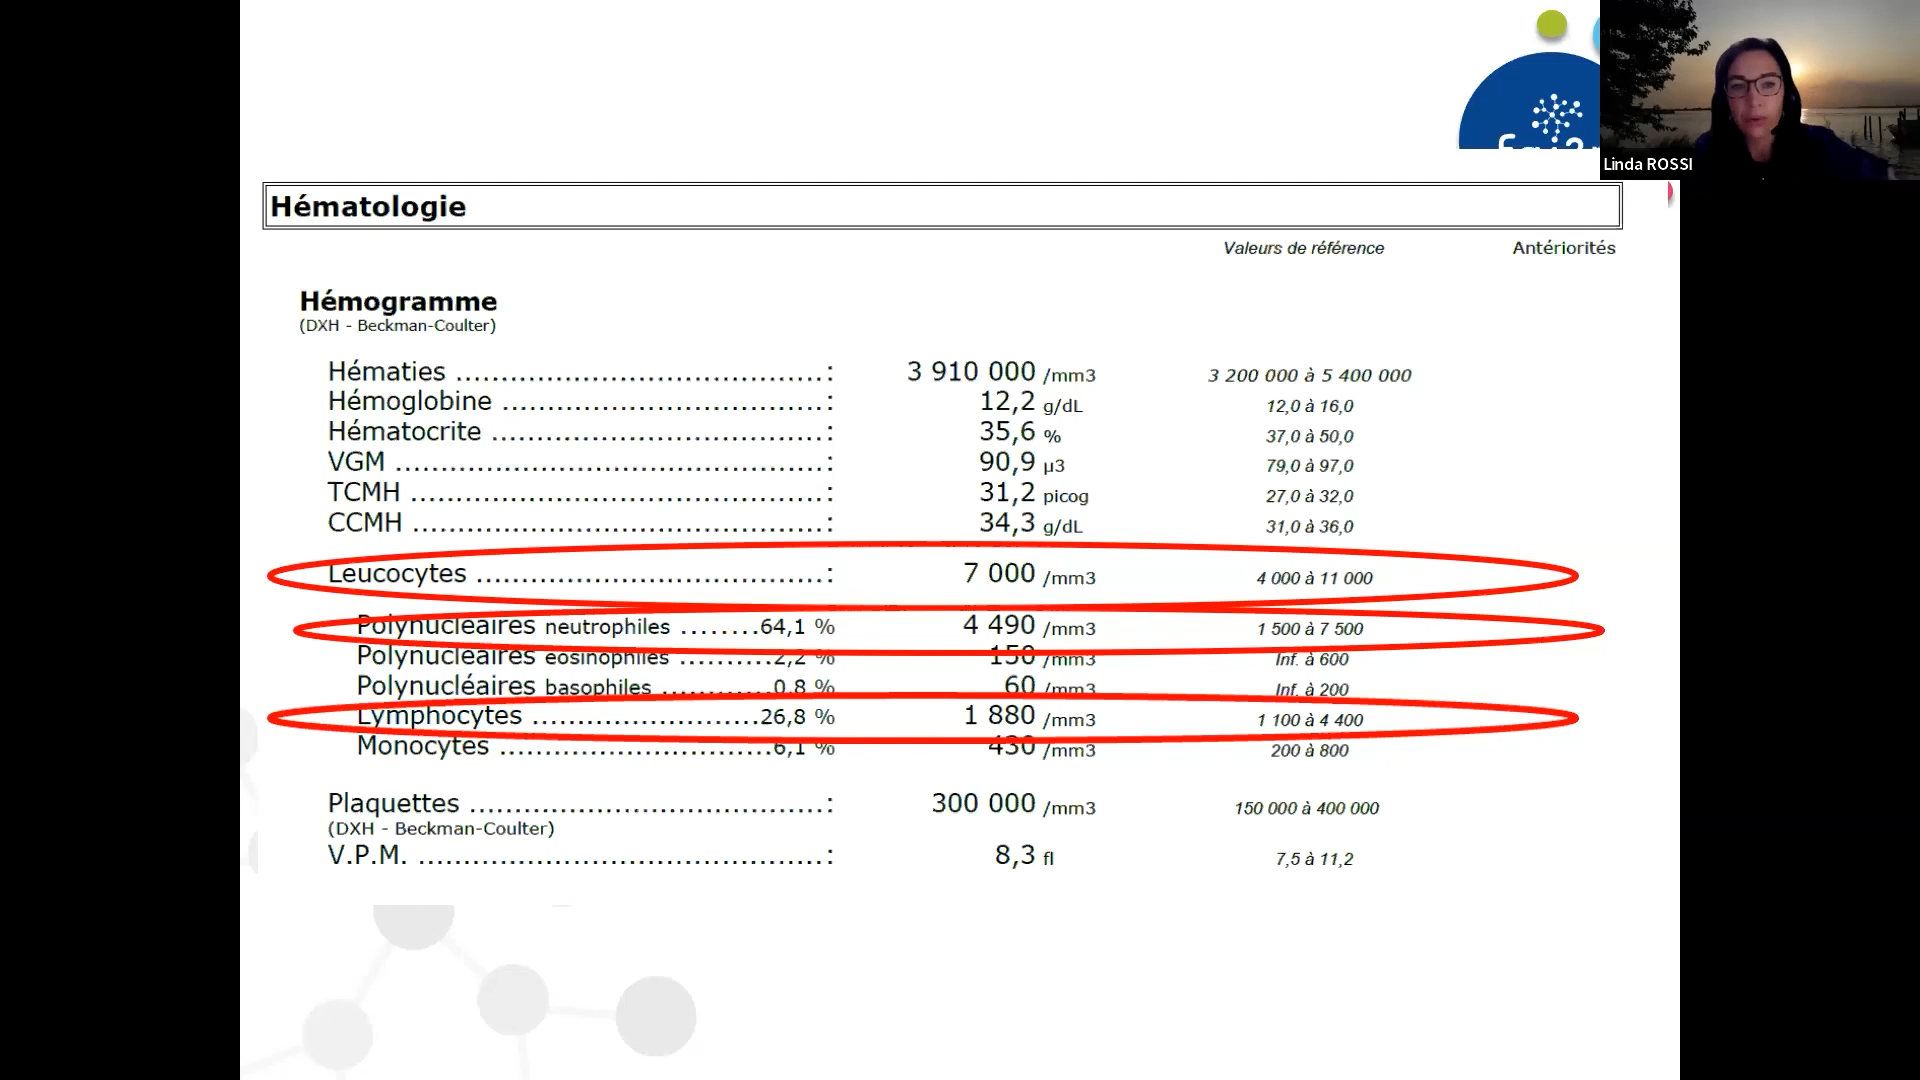 Linda ROSSI
Hématologie
Valeurs de référence Antériorités
Hémogramme
(DXH - Beckman-Coulter)
Hématies ........................................: 3 910 000 /mm3 3 200 000 à 5 400 000
Hémoglobine ...................................: 12,2 g/dL 12,0 à 16,0
Hématocrite ....................................: 35,6 % 37,0 à 50,0
VGM ..............................................: 90,9 µ3 79,0 à 97,0
TCMH ............................................: 31,2 picog 27,0 à 32,0
CCMH ............................................: 34,3 g/dL 31,0 à 36,0
Leucocytes .....................................: 7 000 /mm3 4 000 à 11 000
Polynucléaires neutrophiles ........64,1 % 4 490 /mm3 1 500 à 7 500
Polynucléaires eosinophiles ..........2,2 % 150 /mm3 Inf. à 600
Polynucléaires basophiles ............0,8 % 60 /mm3 Inf. à 200
Lymphocytes .........................26,8 % 1 880 /mm3 1 100 à 4 400
Monocytes .............................6,1 % 430 /mm3 200 à 800
Plaquettes ......................................: 300 000 /mm3 150 000 à 400 000
(DXH - Beckman-Coulter)
V.P.M. ............................................: 8,3 fl 7,5 à 11,2